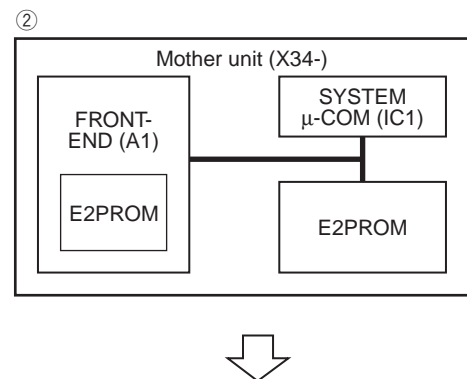 ②
Mother unit (X34-)
FRONT-
END (A1)
E2PROM
SYSTEM
μ-COM (IC1)
E2PROM